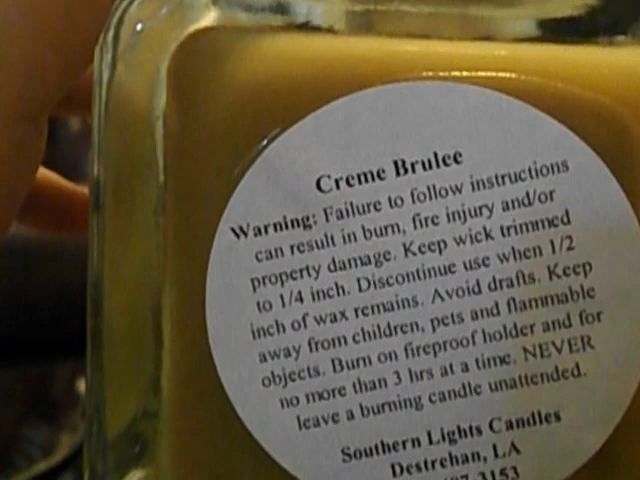 Creme Brulee
Warning: Failure to follow instructions
can result in burn, fire injury and/or
property damage. Keep wick trimmed
to 1/4 inch. Discontinue use when 1/2
inch of wax remains. Avoid drafts. Keep
away from children, pets and flammable
objects. Burn on fireproof holder and for
no more than 3 hrs at a time. NEVER
leave a burning candle unattended.
Southern Lights Candles
Destrehan, LA
3153